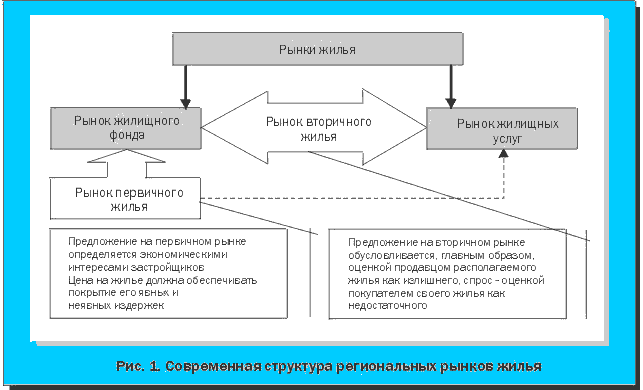 Рынки жилья
Рынок жилищного
фонда
Рынок вторичного
жилья
Рынок жилищных
услуг
Рынок первичного
жилья
Предложение на первичном рынке
определяется экономическими
интересами застройщиков
Цена на жилье должна обеспечивать
покрытие его явных и
неявных издержек
Предложение на вторичном рынке
обусловливается, главным образом,
оценкой продавцом располагаемого
жилья как излишнего, спрос - оценкой
покупателем своего жилья как
недостаточного
Рис. 1. Современная структура региональных рынков жилья